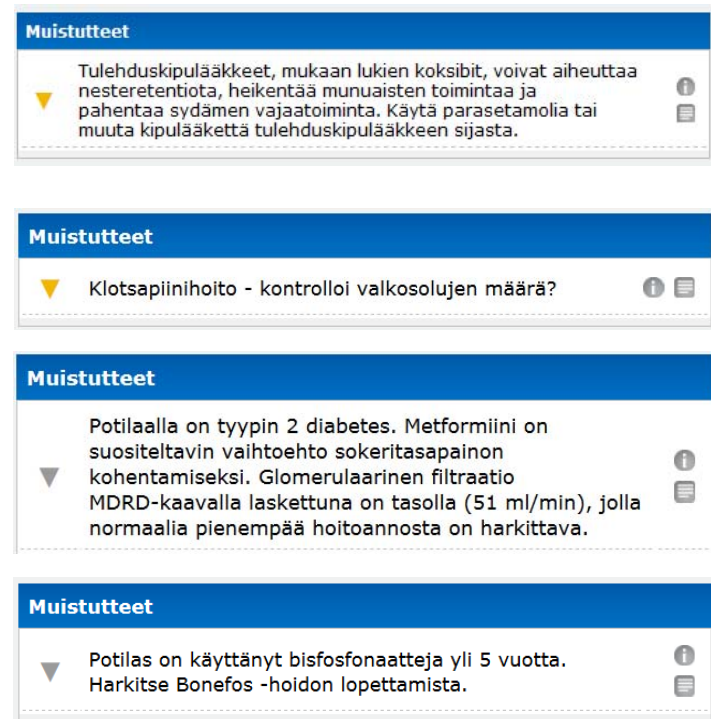 Muistutteet
Tulehduskipulääkkeet, mukaan lukien koksibit, voivat aiheuttaa
nesteretentiota, heikentää munuaisten toimintaa ja
pahentaa sydämen vajaatoiminta. Käytä parasetamolia tai
muuta kipulääkettä tulehduskipulääkkeen sijasta.
Muistutteet
Klotsapiinihoito - kontrolloi valkosolujen määrä?
Muistutteet
Potilaalla on tyypin 2 diabetes. Metformiini on
suositeltavin vaihtoehto sokeritasapainon
kohentamiseksi. Glomerulaarinen filtraatio
MDRD-kaavalla laskettuna on tasolla (51 ml/min), jolla
normaalia pienempää hoitoannosta on harkittava.
Muistutteet
Potilas on käyttänyt bisfosfonaatteja yli 5 vuotta.
Harkitse Bonefos -hoidon lopettamista.